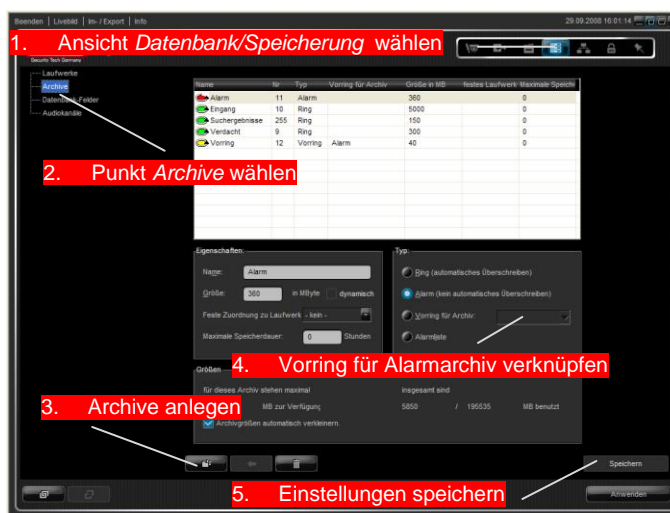 Beenden | Livebild | Im- / Export | Info
29.09.2008 16:01:14
1. Ansicht Datenbank/Speicherung wählen
Security Tech Germany
Laufwerke
Archive
Datenbank-Felder
Audiokanäle
Name Nr Typ Vorring für Archiv Größe in MB festes Laufwerk Maximale Speich
Alarm 11 Alarm 360 0
Eingang 10 Ring 5000 0
Suchergebnisse 255 Ring 150 0
Verdacht 9 Ring 300 0
Vorring 12 Vorring Alarm 40 0
2. Punkt Archive wählen
Eigenschaften:
Name: Alarm
Größe: 360 in MByte dynamisch
Feste Zuordnung zu Laufwerk - kein -
Maximale Speicherdauer: 0 Stunden
Typ:
Ring (automatisches Überschreiben)
Alarm (kein automatisches Überschreiben)
Vorring für Archiv:
Alarmliste
4. Vorring für Alarmarchiv verknüpfen
Größen
für dieses Archiv stehen maximal insgesamt sind
3. Archive anlegen
MB zur Verfügung 5850 / 195535 MB benutzt
Archivgrößen automatisch verkleinern
Speichern
5. Einstellungen speichern
Anwenden